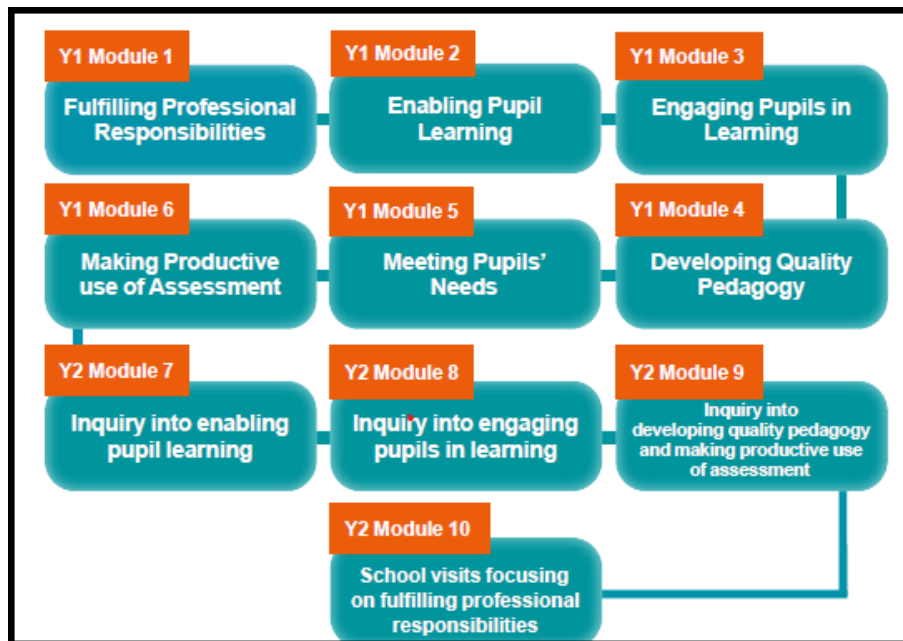 Y1 Module 1
Fulfilling Professional
Responsibilities
Y1 Module 2
Enabling Pupil
Learning
Y1 Module 3
Engaging Pupils in
Learning
Y1 Module 6
Making Productive
use of Assessment
Y1 Module 5
Meeting Pupils'
Needs
Y1 Module 4
Developing Quality
Pedagogy
Y2 Module 7
Inquiry into enabling
pupil learning
Y2 Module 8
Inquiry into engaging
pupils in learning
Y2 Module 9
Inquiry into
developing quality pedagogy
and making productive use
of assessment
Y2 Module 10
School visits focusing
on fulfilling professional
responsibilities